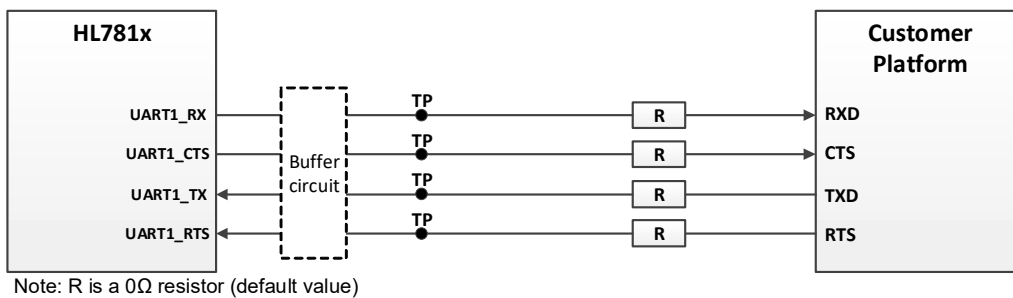 HL781x
Customer
Platform
UART1_RX
TP
R
RXD
UART1_CTS
TP
R
CTS
Buffer
circuit
UART1_TX
TP
R
TXD
UART1_RTS
TP
R
RTS
Note: R is a 0Ω resistor (default value)